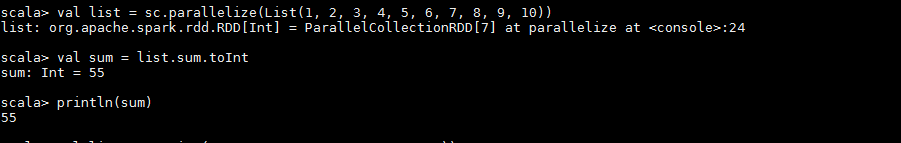 scala> val list = sc.parallelize(List(1, 2, 3, 4, 5, 6, 7, 8, 9, 10))
list: org.apache.spark.rdd.RDD[Int] = ParallelCollectionRDD[7] at parallelize at <console>:24
scala> val sum = list.sum.toInt
sum: Int = 55
scala> println(sum)
55